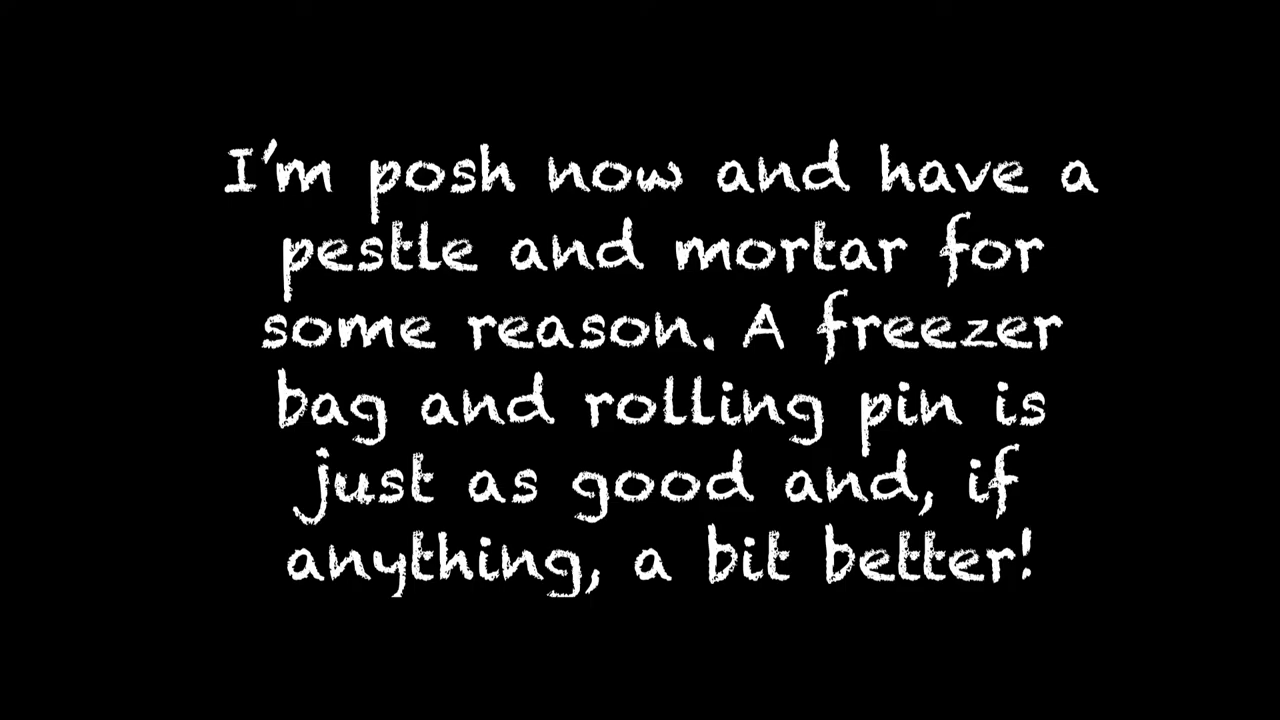 I'm posh now and have a
pestle and mortar for
some reason. A freezer
bag and rolling pin is
just as good and, if
anything, a bit better!